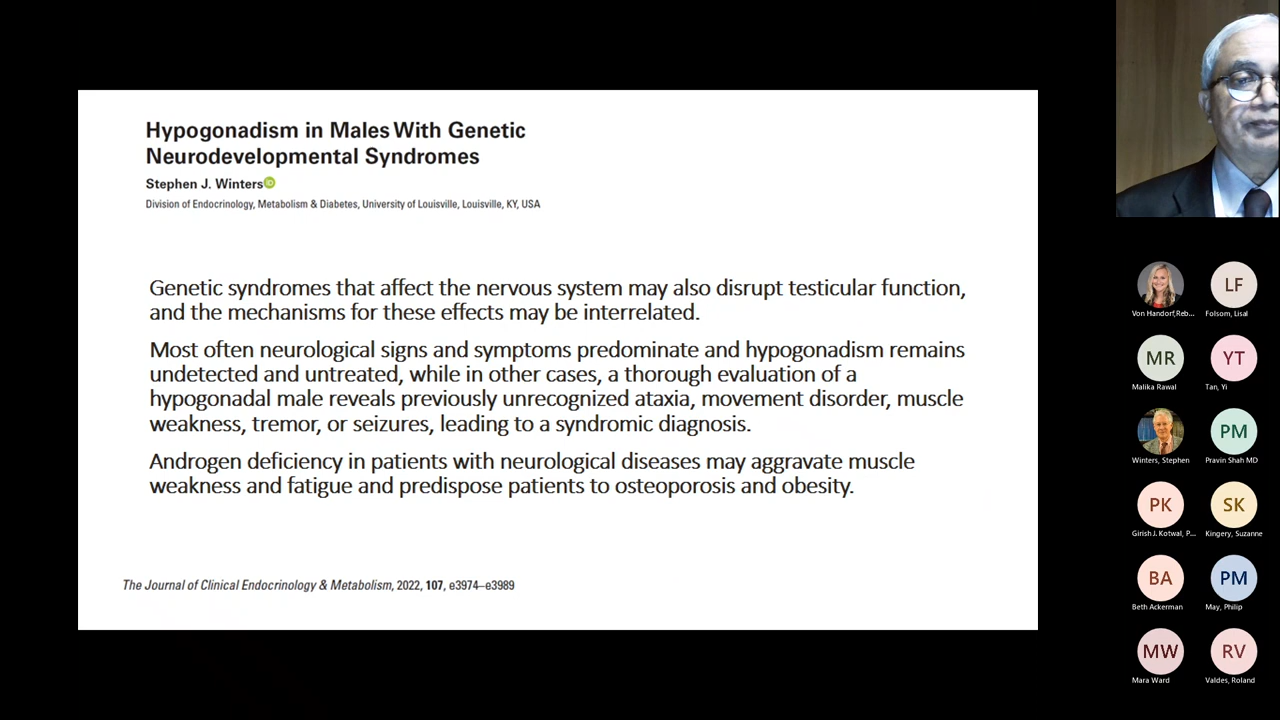 Hypogonadism in Males With Genetic
Neurodevelopmental Syndromes
Stephen J. Winters
Division of Endocrinology, Metabolism & Diabetes, University of Louisville, Louisville, KY, USA
Genetic syndromes that affect the nervous system may also disrupt testicular function,
and the mechanisms for these effects may be interrelated.
Most often neurological signs and symptoms predominate and hypogonadism remains
undetected and untreated, while in other cases, a thorough evaluation of a
hypogonadal male reveals previously unrecognized ataxia, movement disorder, muscle
weakness, tremor, or seizures, leading to a syndromic diagnosis.
Androgen deficiency in patients with neurological diseases may aggravate muscle
weakness and fatigue and predispose patients to osteoporosis and obesity.
The Journal of Clinical Endocrinology & Metabolism, 2022, 107, e3974–e3989
LF
Von Handorf,Reb...
Folsom, Lisal
MR
YT
Malika Rawal
Tan, Yi
PM
Winters, Stephen
Pravin Shah MD
PK
SK
Girish J. Kotwal, P...
Kingery, Suzanne
BA
PM
Beth Ackerman
May, Philip
MW
RV
Mara Ward
Valdes, Roland